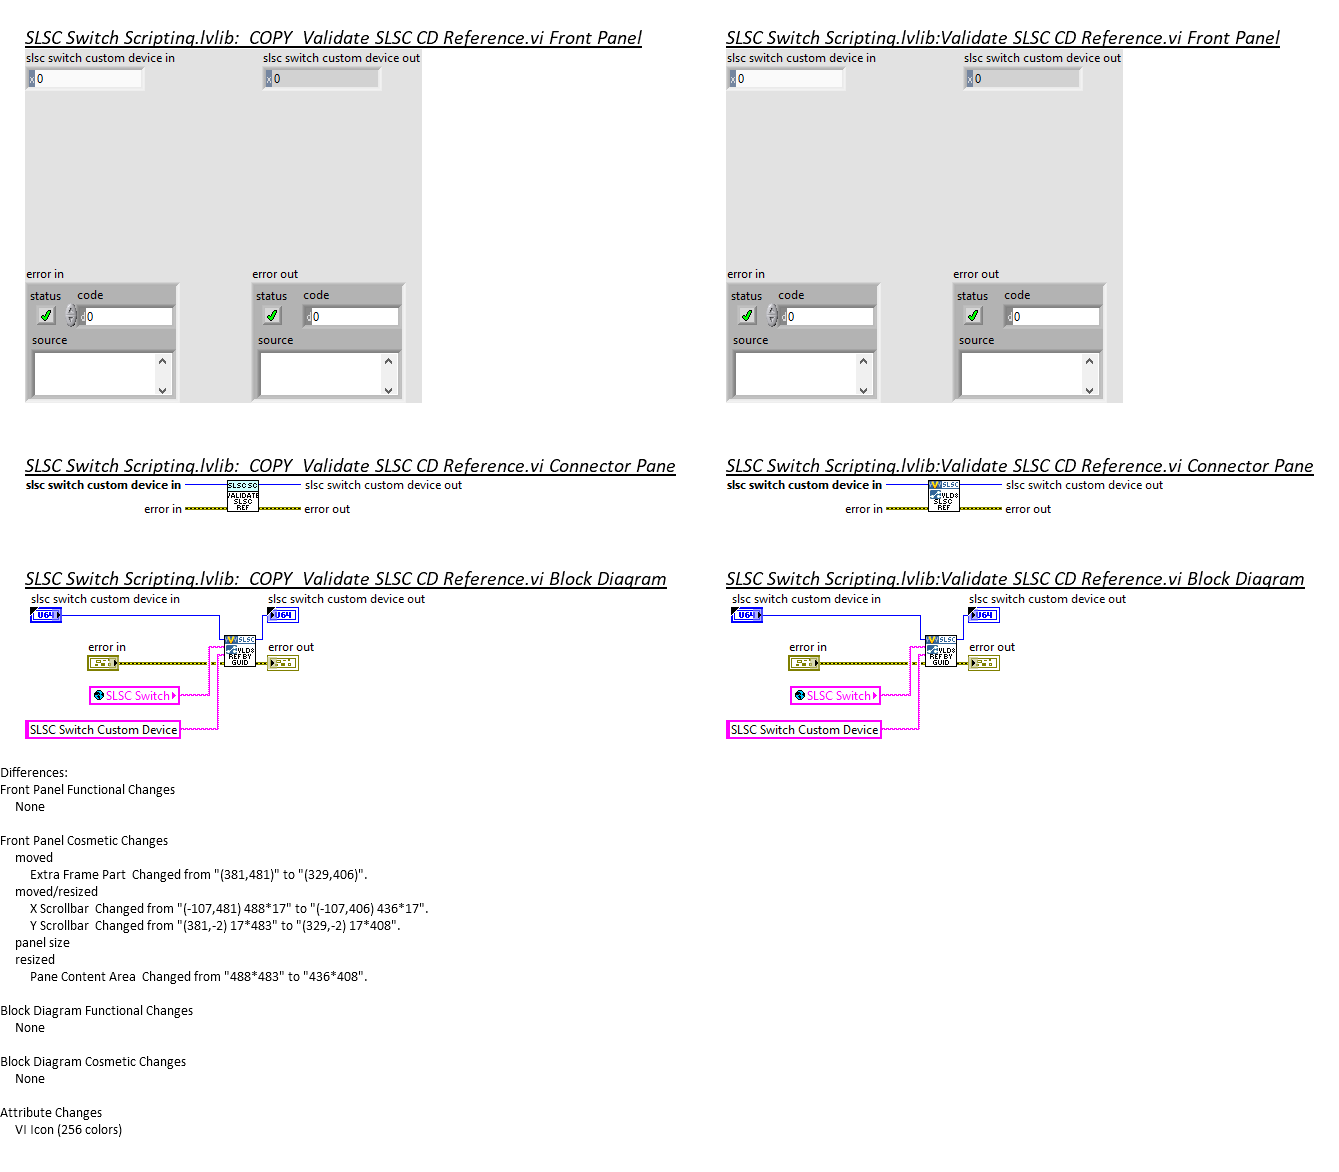 SLSC Switch Scripting.lvlib:  COPY  Validate SLSC CD Reference.vi Front Panel
slsc switch custom device in
slsc switch custom device out
x 0
x 0
error in
error out
status
code
status
code
d 0
d 0
source
source
SLSC Switch Scripting.lvlib:Validate SLSC CD Reference.vi Front Panel
slsc switch custom device in
slsc switch custom device out
x 0
x 0
error in
error out
status
code
status
code
d 0
d 0
source
source
SLSC Switch Scripting.lvlib:  COPY  Validate SLSC CD Reference.vi Connector Pane
slsc switch custom device in
SLSC SC
slsc switch custom device out
VALIDATE
SLSC
error in
REF
error out
SLSC Switch Scripting.lvlib:Validate SLSC CD Reference.vi Connector Pane
slsc switch custom device in
SLSC
slsc switch custom device out
VLD8
SLSC
error in
REF
error out
SLSC Switch Scripting.lvlib:  COPY  Validate SLSC CD Reference.vi Block Diagram
slsc switch custom device in
slsc switch custom device out
U64
U64
SLSC
error in
VLD8
error out
REF BY
GUID
SLSC Switch
SLSC Switch Custom Device
SLSC Switch Scripting.lvlib:Validate SLSC CD Reference.vi Block Diagram
slsc switch custom device in
slsc switch custom device out
U64
U64
SLSC
error in
VLD8
error out
REF BY
GUID
SLSC Switch
SLSC Switch Custom Device
Differences:
Front Panel Functional Changes
None
Front Panel Cosmetic Changes
moved
Extra Frame Part  Changed from "(381,481)" to "(329,406)".
moved/resized
X Scrollbar  Changed from "(-107,481) 488*17" to "(-107,406) 436*17".
Y Scrollbar  Changed from "(381,-2) 17*483" to "(329,-2) 17*408".
panel size
resized
Pane Content Area  Changed from "488*483" to "436*408".
Block Diagram Functional Changes
None
Block Diagram Cosmetic Changes
None
Attribute Changes
VI Icon (256 colors)